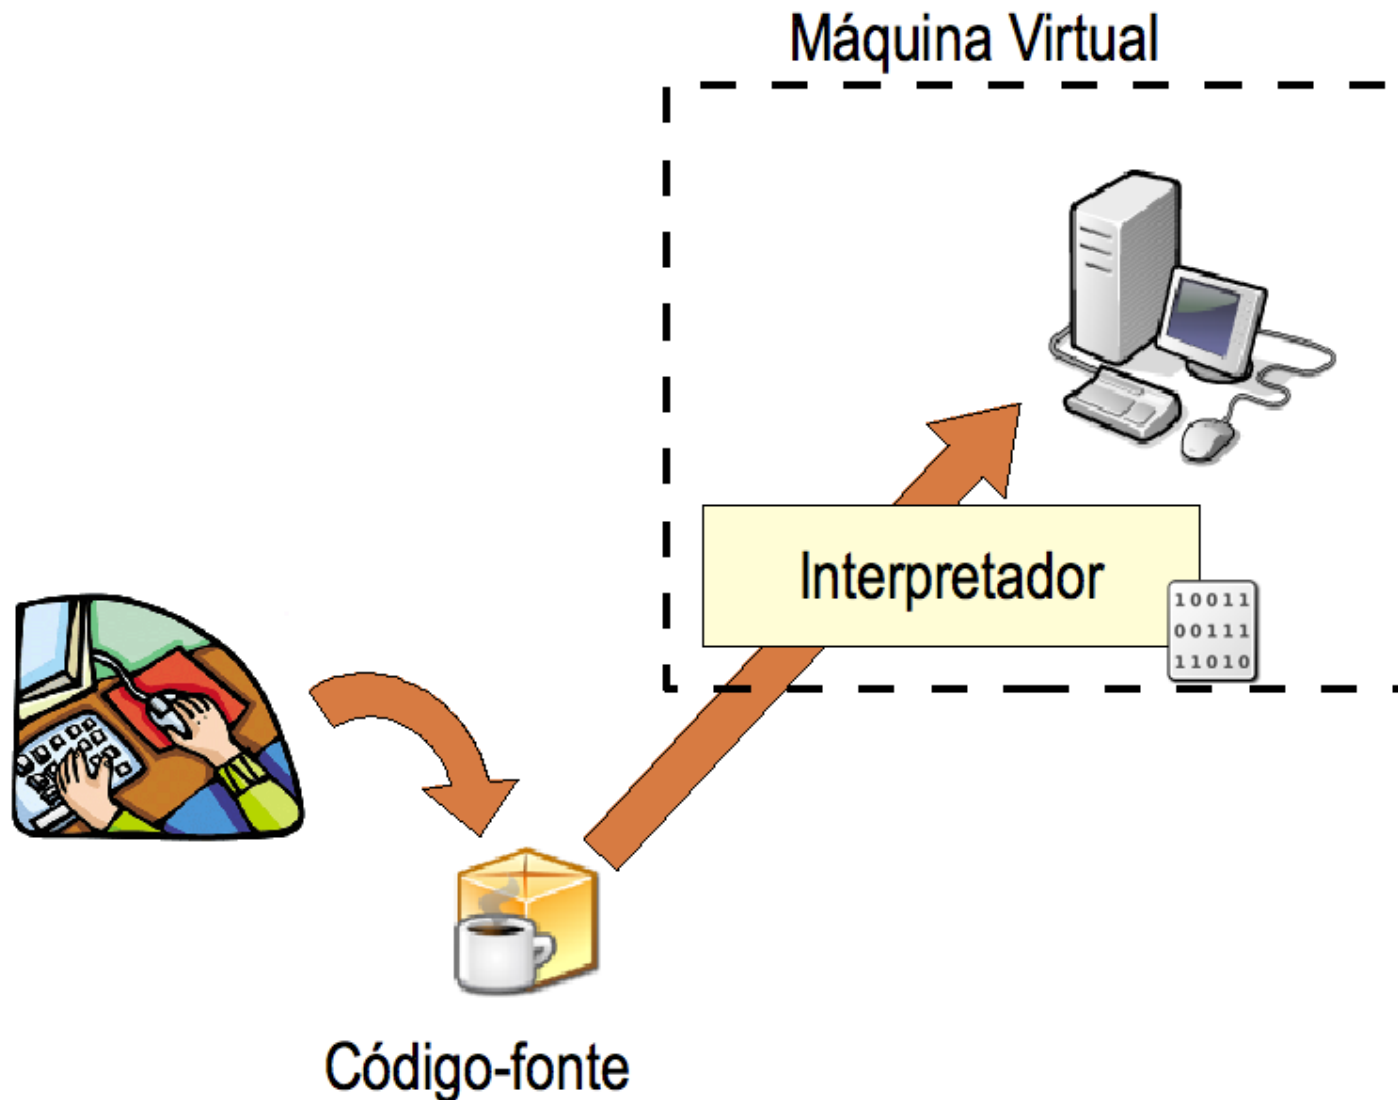 Máquina Virtual
Interpretador
10011
00111
11010
Código-fonte